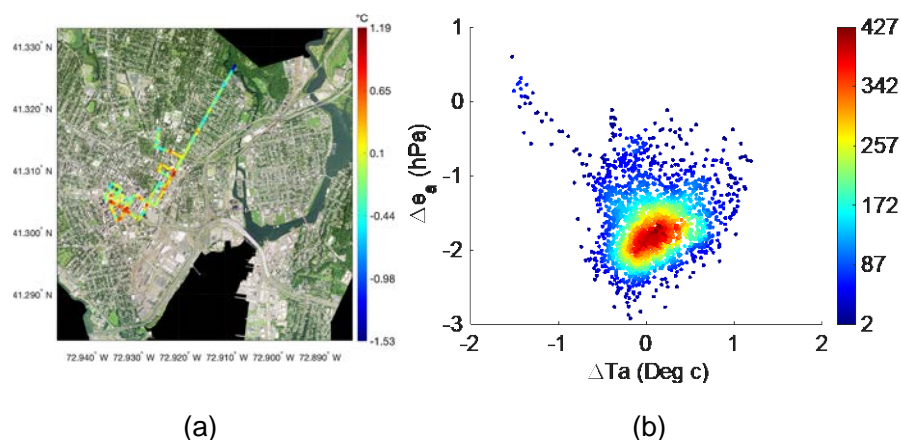 °C
1.19
0.65
0.1
-0.44
-0.98
-1.53
41.330° N
41.320° N
41.310° N
41.300° N
41.290° N
72.940° W 72.930° W 72.920° W 72.910° W 72.900° W 72.890° W
(a)
1
0
-1
-2
-3
Δeₐ (hPa)
-2 -1 0 1 2
ΔTa (Deg c)
427
342
257
172
87
2
(b)